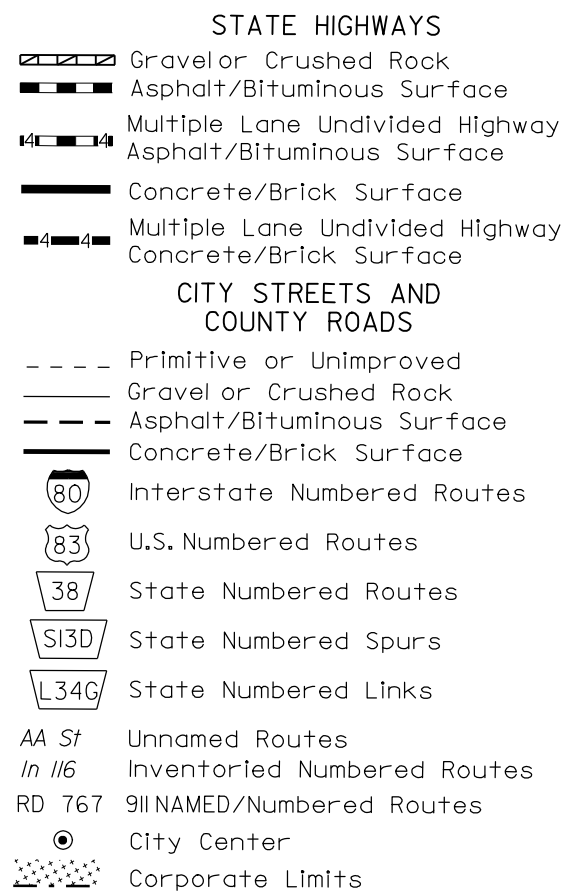 STATE HIGHWAYS
Gravel or Crushed Rock
Asphalt/Bituminous Surface
4 4 Multiple Lane Undivided Highway
Asphalt/Bituminous Surface
Concrete/Brick Surface
4 4 Multiple Lane Undivided Highway
Concrete/Brick Surface
CITY STREETS AND
COUNTY ROADS
Primitive or Unimproved
Gravel or Crushed Rock
Asphalt/Bituminous Surface
Concrete/Brick Surface
80 Interstate Numbered Routes
83 U.S. Numbered Routes
38 State Numbered Routes
S13D State Numbered Spurs
L34G State Numbered Links
AA St Unnamed Routes
In 116 Inventoried Numbered Routes
RD 767 911 NAMED/Numbered Routes
City Center
Corporate Limits